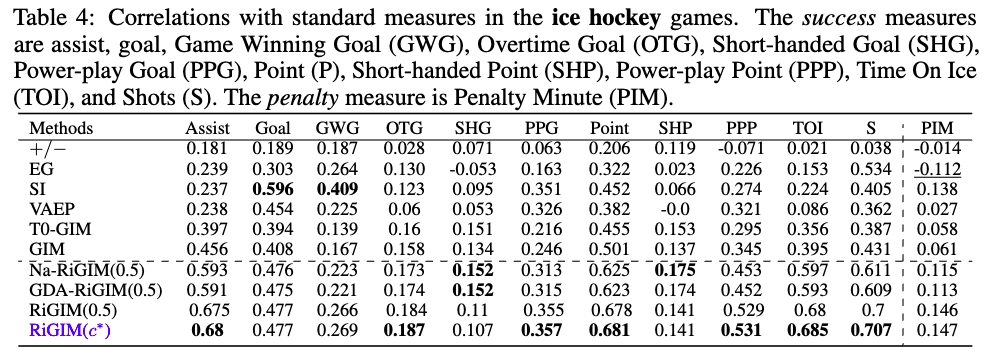 Table 4: Correlations with standard measures in the ice hockey games. The success measures
are assist, goal, Game Winning Goal (GWG), Overtime Goal (OTG), Short-handed Goal (SHG),
Power-play Goal (PPG), Point (P), Short-handed Point (SHP), Power-play Point (PPP), Time On Ice
(TOI), and Shots (S). The penalty measure is Penalty Minute (PIM).
Methods Assist Goal GWG OTG SHG PPG Point SHP PPP TOI S PIM
+/− 0.181 0.189 0.187 0.028 0.071 0.063 0.206 0.119 -0.071 0.021 0.038 -0.014
EG 0.239 0.303 0.264 0.130 -0.053 0.163 0.322 0.023 0.226 0.153 0.534 -0.112
SI 0.237 0.596 0.409 0.123 0.095 0.351 0.452 0.066 0.274 0.224 0.405 0.138
VAEP 0.238 0.454 0.225 0.06 0.053 0.326 0.382 -0.0 0.321 0.086 0.362 0.027
T0-GIM 0.397 0.394 0.139 0.16 0.151 0.216 0.455 0.153 0.295 0.356 0.387 0.058
GIM 0.456 0.408 0.167 0.158 0.134 0.246 0.501 0.137 0.345 0.395 0.431 0.061
Na-RiGIM(0.5) 0.593 0.476 0.223 0.173 0.152 0.313 0.625 0.175 0.453 0.598 0.611 0.115
GDA-RiGIM(0.5) 0.591 0.475 0.221 0.174 0.152 0.315 0.623 0.174 0.452 0.593 0.609 0.113
RiGIM(0.5) 0.675 0.477 0.266 0.184 0.11 0.355 0.678 0.141 0.529 0.68 0.7 0.146
RiGIM(c*) 0.68 0.477 0.269 0.187 0.107 0.357 0.681 0.141 0.531 0.685 0.707 0.147